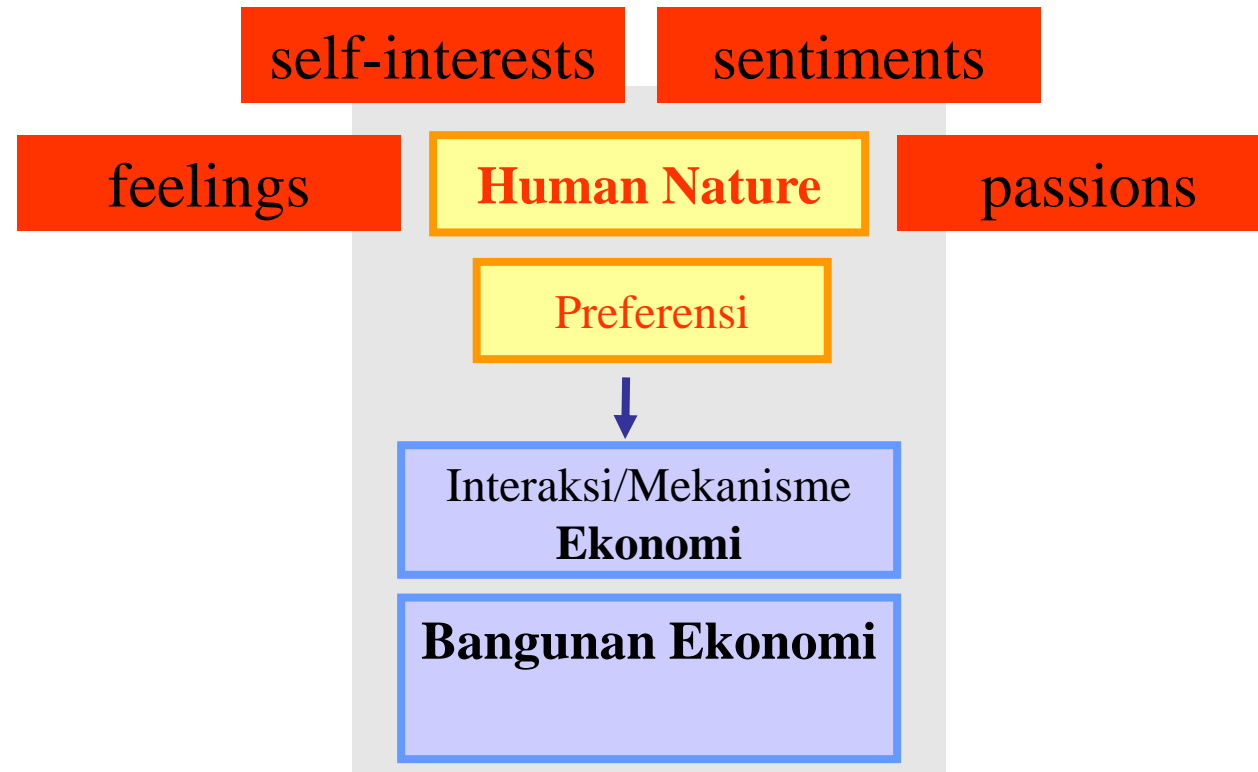 self-interests
sentiments
feelings
Human Nature
passions
Preferensi
Interaksi/Mekanisme
Ekonomi
Bangunan Ekonomi